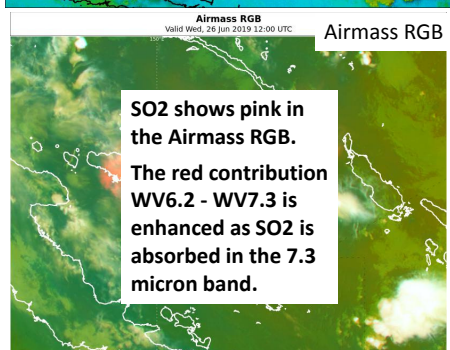 Airmass RGB
Valid Wed, 26 Jun 2019 12:00 UTC
Airmass RGB
150°E
SO2 shows pink in
the Airmass RGB.
The red contribution
WV6.2 - WV7.3 is
enhanced as SO2 is
absorbed in the 7.3
micron band.